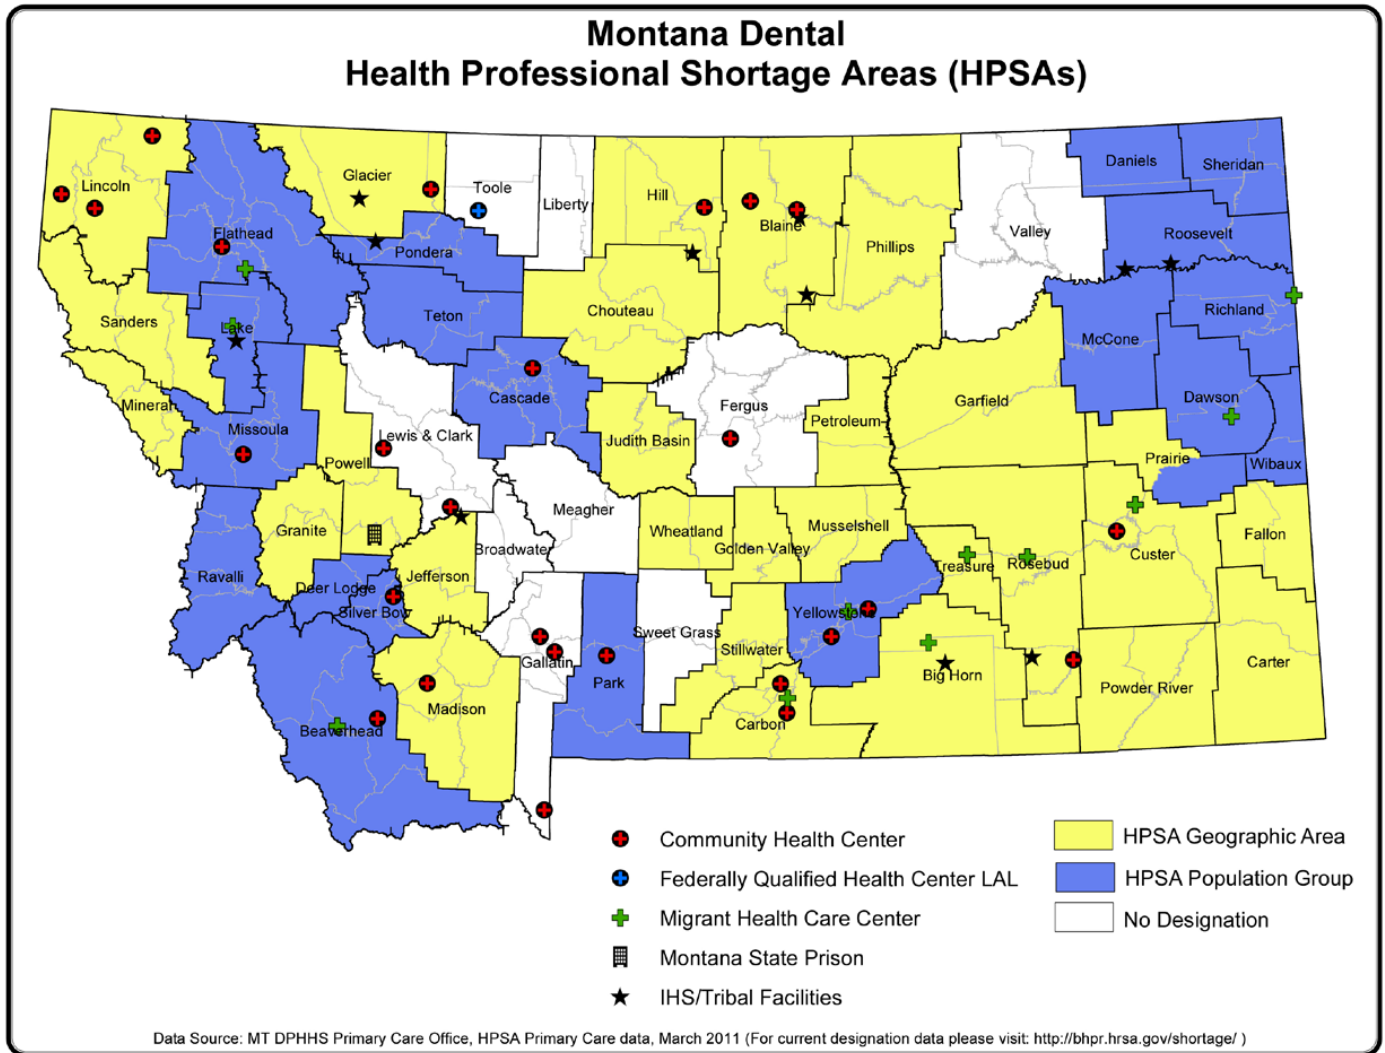 Montana Dental
Health Professional Shortage Areas (HPSAs)
Lincoln
Glacier
Toole
Liberty
Hill
Blaine
Phillips
Valley
Daniels
Sheridan
Roosevelt
Flathead
Pondera
Sanders
Lake
Teton
Chouteau
McCone
Richland
Mineral
Missoula
Cascade
Fergus
Judith Basin
Petroleum
Garfield
Dawson
Lewis & Clark
Powell
Prairie
Wibaux
Granite
Meagher
Wheatland
Golden Valley
Musselshell
Broadwater
Jefferson
Treasure
Rosebud
Custer
Fallon
Ravalli
Deer Lodge
Silver Bow
Yellowstone
Sweet Grass
Stillwater
Gallatin
Park
Big Horn
Powder River
Carter
Madison
Beaverhead
Carbon
Community Health Center
Federally Qualified Health Center LAL
Migrant Health Care Center
Montana State Prison
IHS/Tribal Facilities
HPSA Geographic Area
HPSA Population Group
No Designation
Data Source: MT DPHHS Primary Care Office, HPSA Primary Care data, March 2011 (For current designation data please visit: http://bhpr.hrsa.gov/shortage/ )